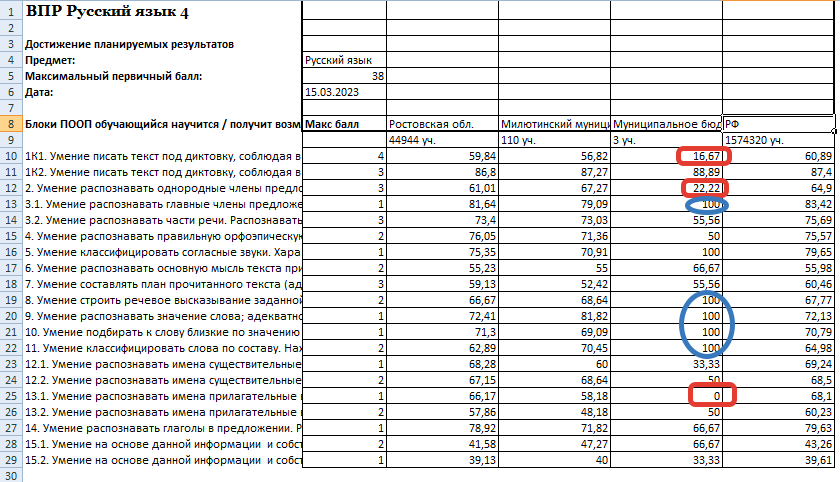 1 ВПР Русский язык 4
2
3 Достижение планируемых результатов
4 Предмет: Русский язык
5 Максимальный первичный балл: 38
6 Дата: 15.03.2023
7
8 Блоки ПООП обучающийся научится / получит возм Макс балл Ростовская обл. Милютинский муници Муниципальное бюд РФ
9 44944 уч. 110 уч. 3 уч. 1574320 уч.
10 1К1. Умение писать текст под диктовку, соблюдая в 4 59,84 56,82 16,67 60,89
11 1К2. Умение писать текст под диктовку, соблюдая в 3 86,8 87,27 88,89 87,4
12 2. Умение распознавать однородные члены предло 3 61,01 67,27 22,22 64,9
13 3.1. Умение распознавать главные члены предложе 1 81,64 79,09 100 83,42
14 3.2. Умение распознавать части речи. Распознавать 3 73,4 73,03 55,56 75,69
15 4. Умение распознавать правильную орфоэпическую 2 76,05 71,36 50 75,57
16 5. Умение классифицировать согласные звуки. Хара 1 75,35 70,91 100 79,65
17 6. Умение распознавать основную мысль текста при 2 55,23 55 66,67 55,98
18 7. Умение составлять план прочитанного текста (ад 3 59,13 52,42 55,56 60,46
19 8. Умение строить речевое высказывание заданной 2 66,67 68,64 100 67,77
20 9. Умение распознавать значение слова; адекватно 1 72,41 81,82 100 72,13
21 10. Умение подбирать к слову близкие по значению 1 71,3 69,09 100 70,79
22 11. Умение классифицировать слова по составу. Нах 2 62,89 70,45 100 64,98
23 12.1. Умение распознавать имена существительные 1 68,28 60 33,33 69,24
24 12.2. Умение распознавать имена существительные 2 67,15 68,64 50 68,5
25 13.1. Умение распознавать имена прилагательные 1 66,17 58,18 0 68,1
26 13.2. Умение распознавать имена прилагательные 2 57,86 48,18 50 60,23
27 14. Умение распознавать глаголы в предложении. Р 1 78,92 71,82 66,67 79,63
28 15.1. Умение на основе данной информации и собст 2 41,58 47,27 66,67 43,26
29 15.2. Умение на основе данной информации и собст 1 39,13 40 33,33 39,61
30